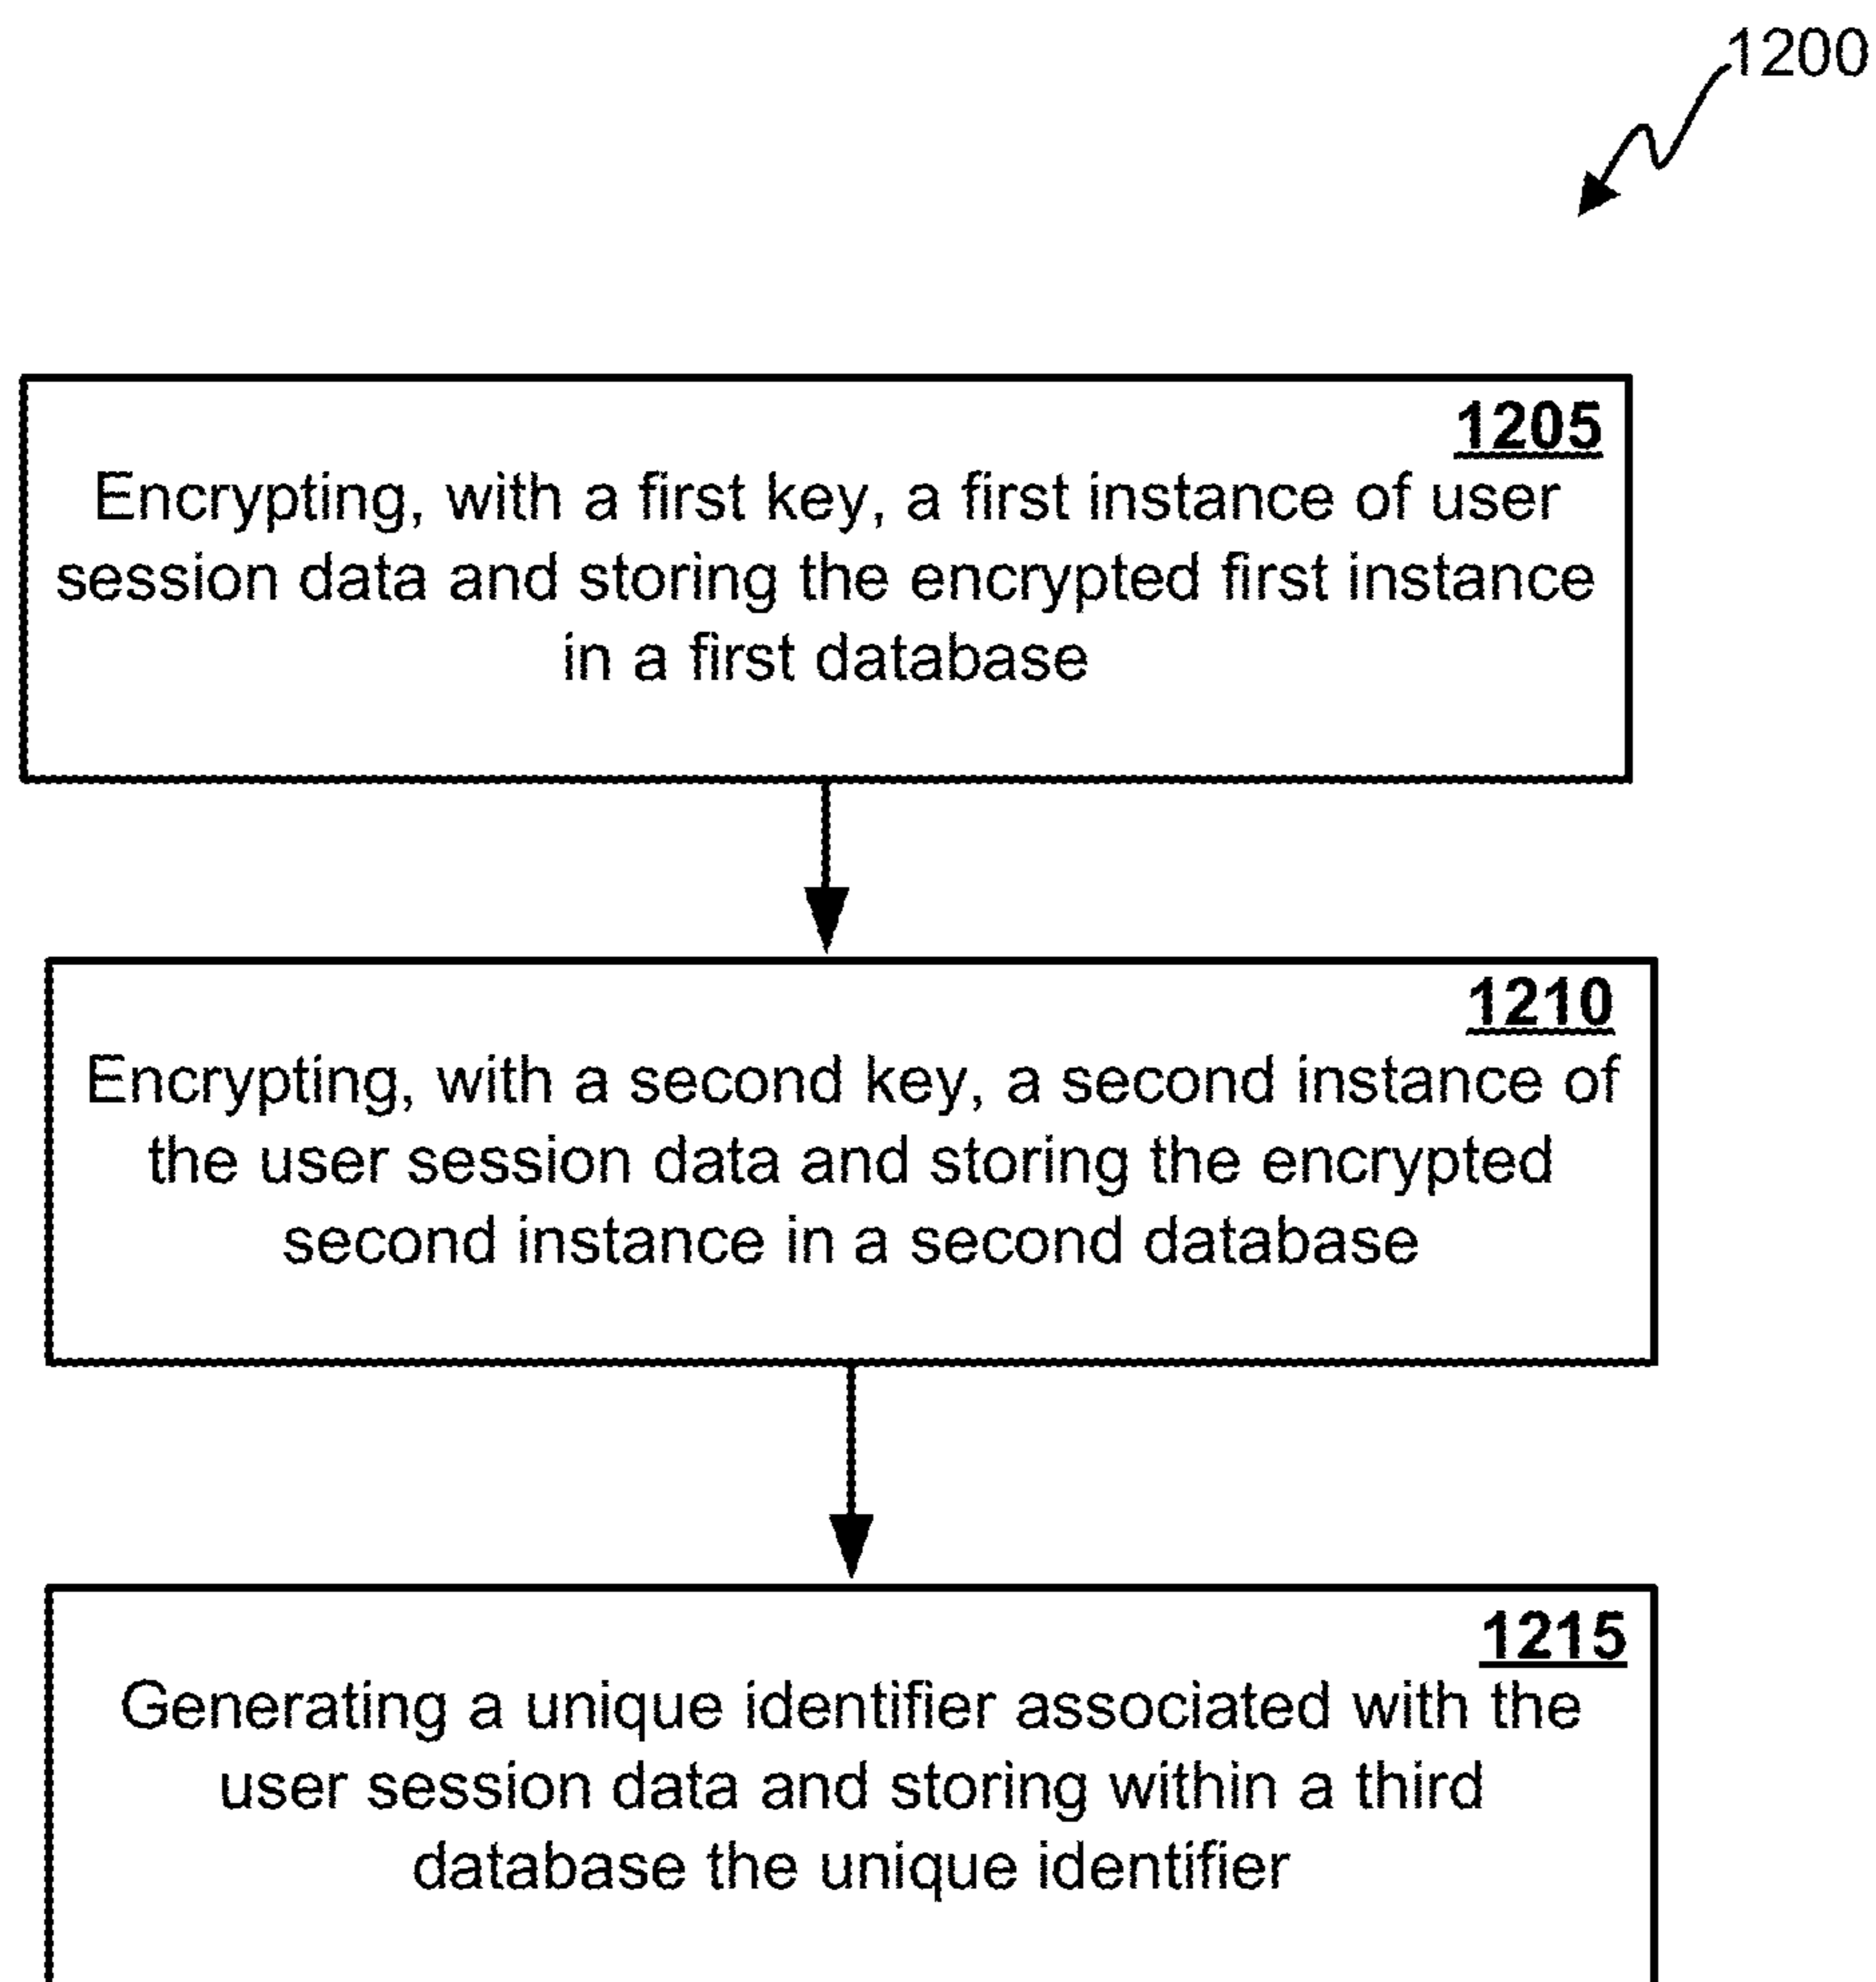 1200
1205
Encrypting, with a first key, a first instance of user
session data and storing the encrypted first instance
in a first database
1210
Encrypting, with a second key, a second instance of
the user session data and storing the encrypted
second instance in a second database
1215
Generating a unique identifier associated with the
user session data and storing within a third
database the unique identifier